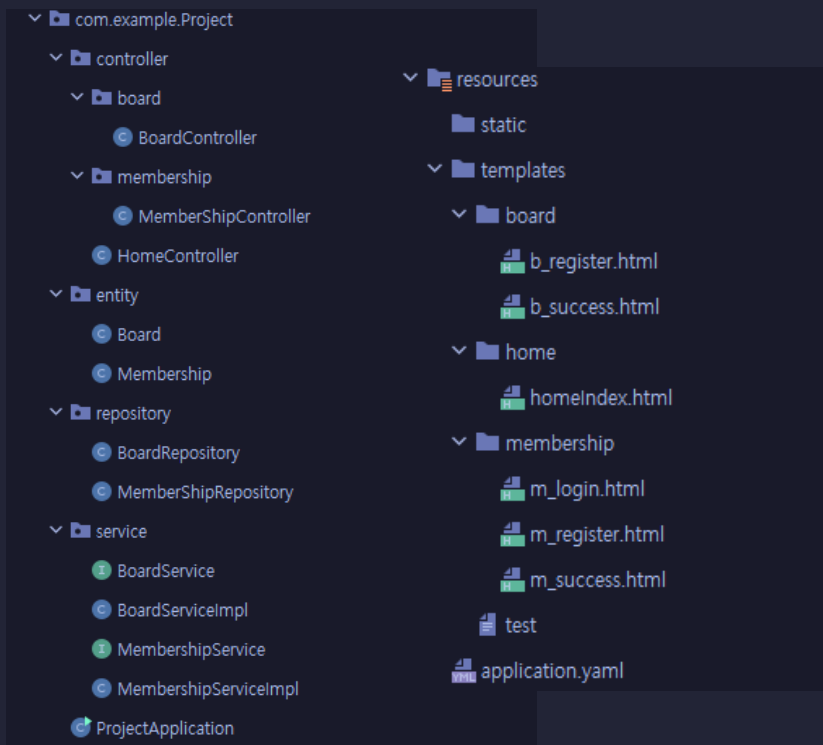 com.example.Project
controller
board
BoardController
membership
MemberShipController
HomeController
entity
Board
Membership
repository
BoardRepository
MemberShipRepository
service
BoardService
BoardServiceImpl
MembershipService
MembershipServiceImpl
ProjectApplication
resources
static
templates
board
b_register.html
b_success.html
home
homeIndex.html
membership
m_login.html
m_register.html
m_success.html
test
application.yaml